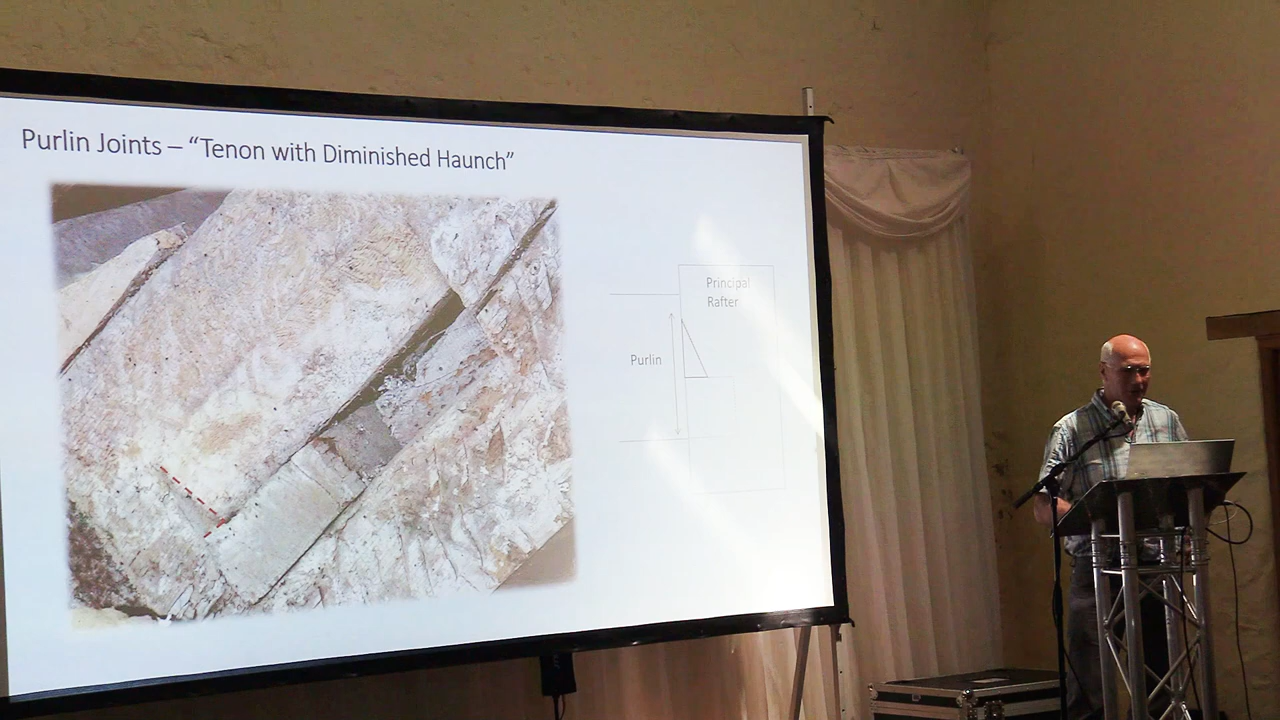 Purlin Joints – “Tenon with Diminished Haunch”
Principal
Rafter
Purlin